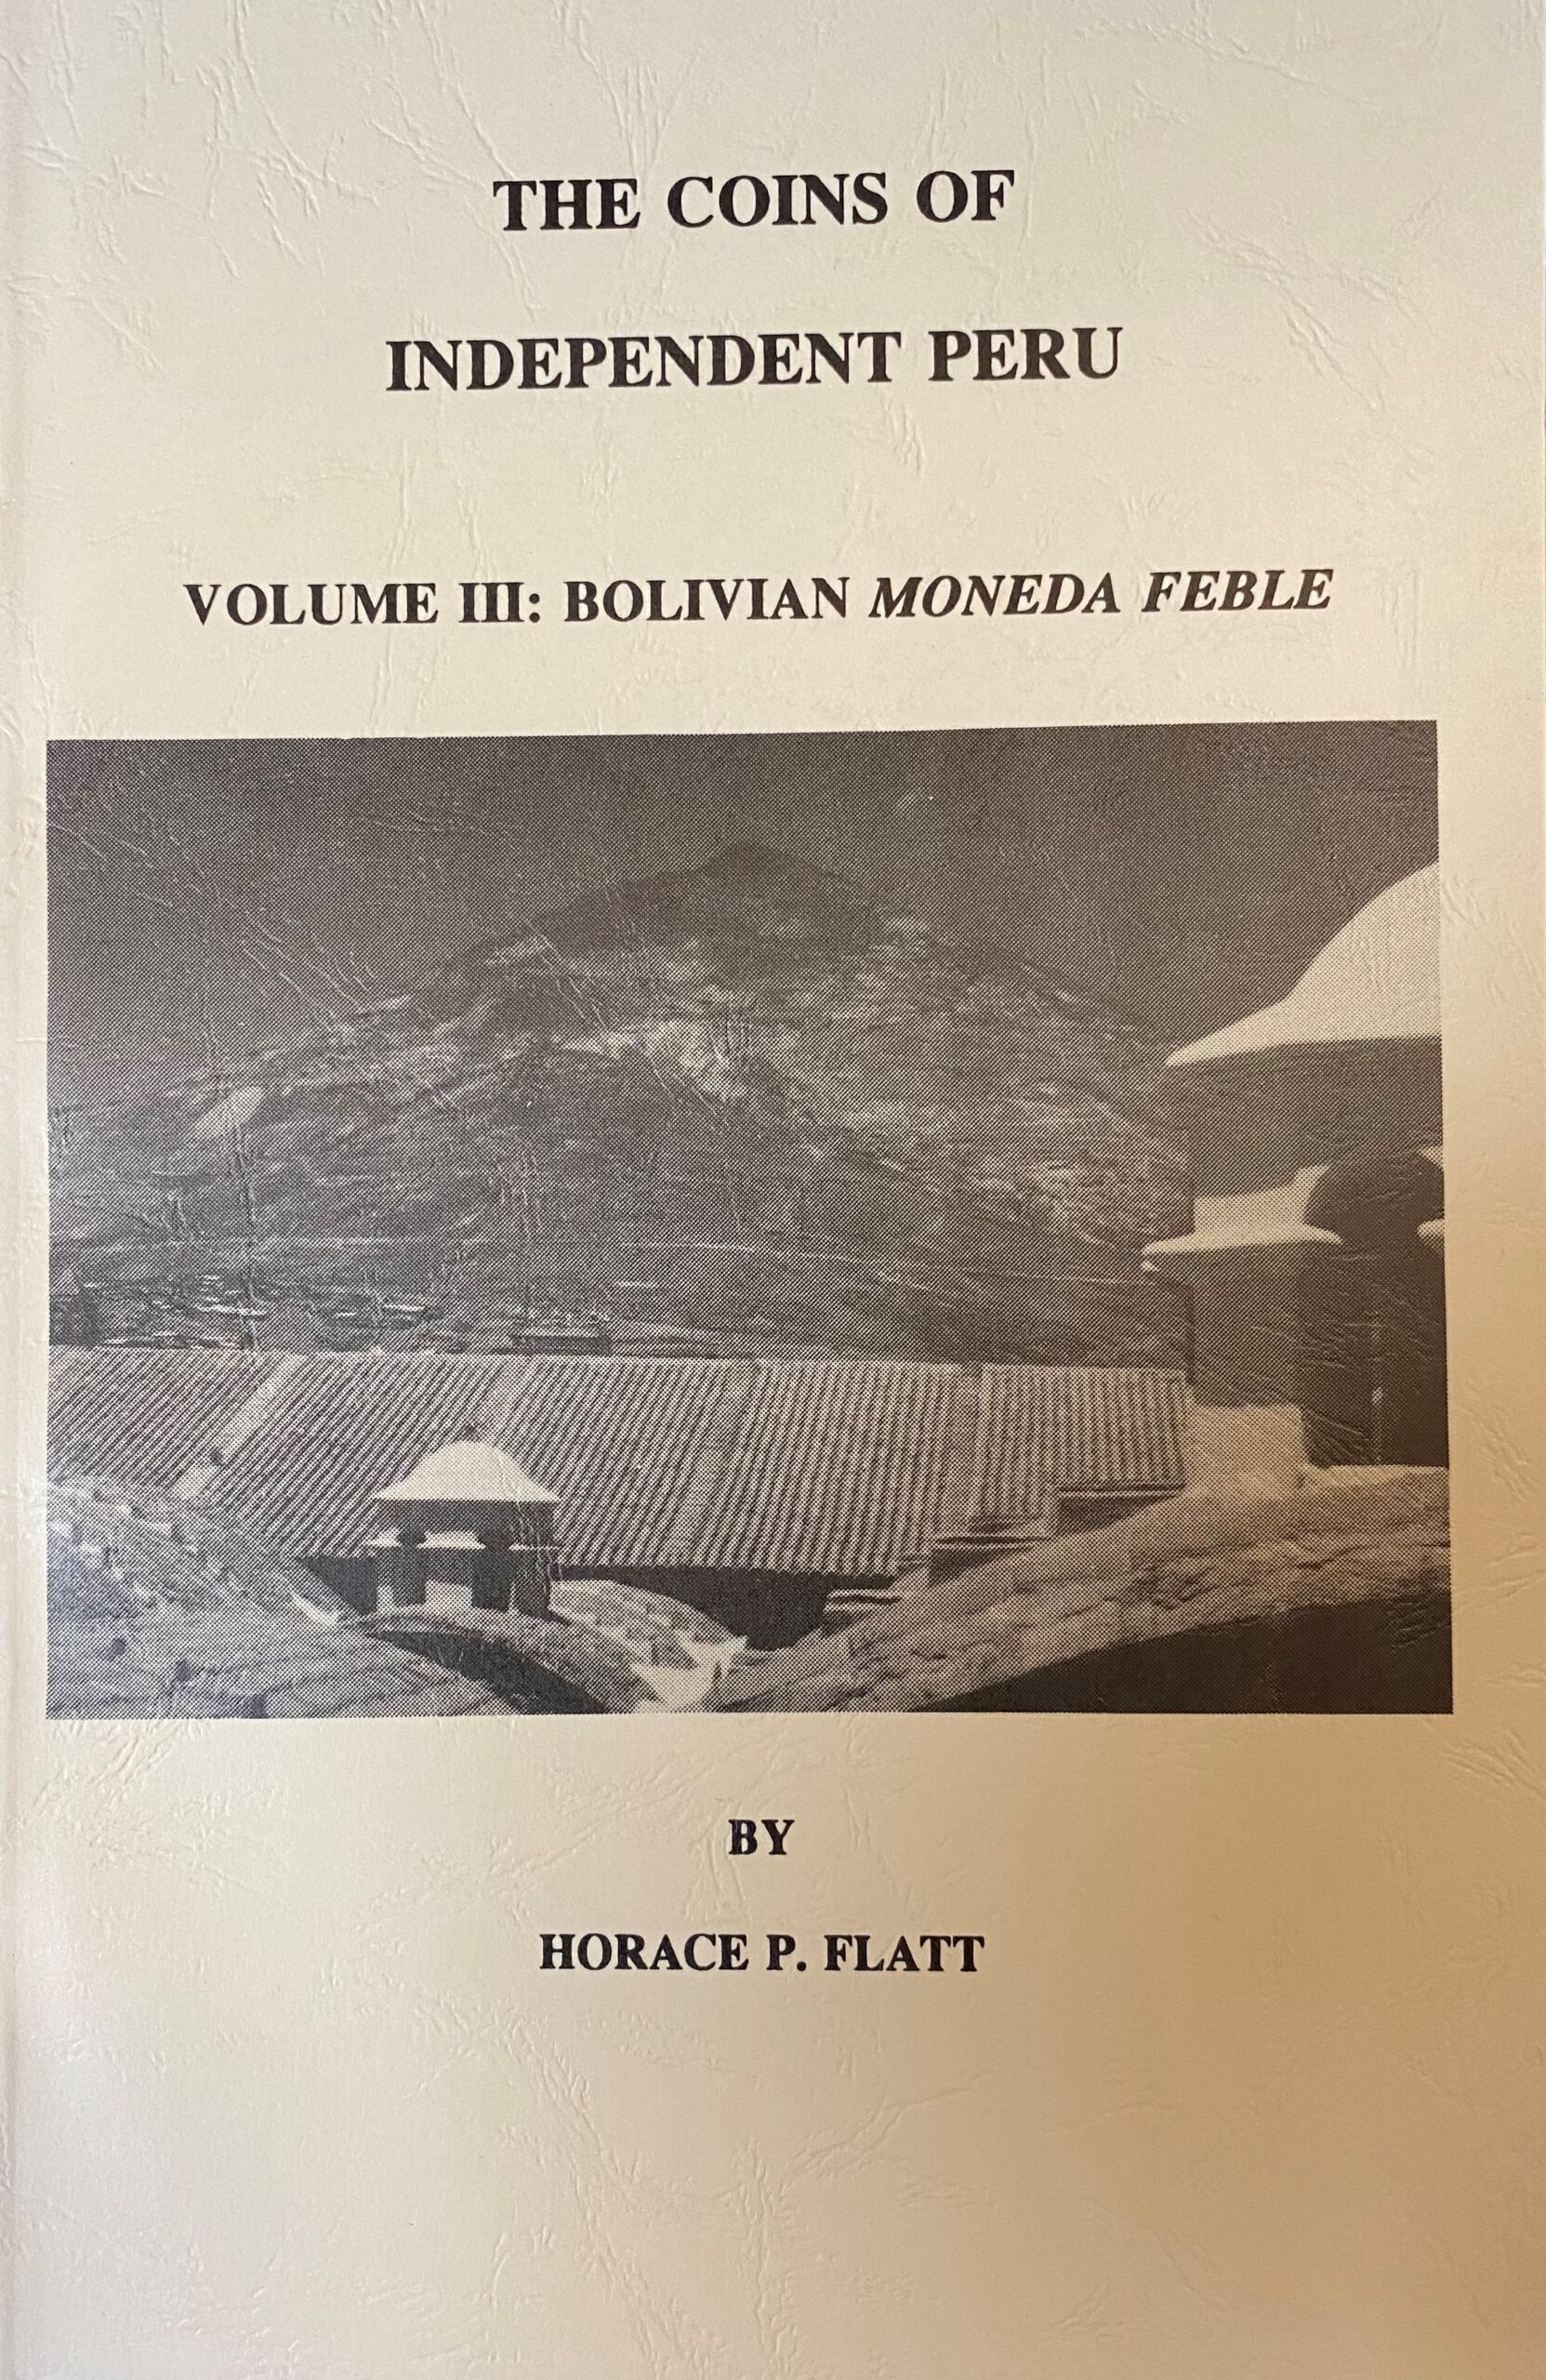 THE COINS OF
INDEPENDENT PERU
VOLUME III: BOLIVIAN MONEDA FEBLE
BY
HORACE P. FLATT